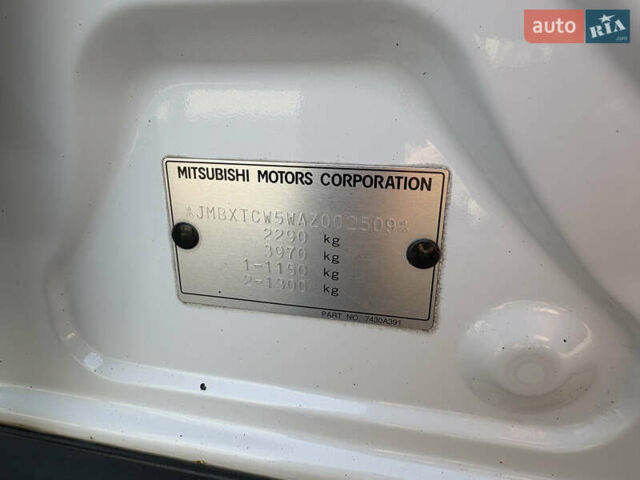 auto RIA .com
MITSUBISHI MOTORS CORPORATION
*JMBXTCW5WAZ002509*
2290 kg
3970 kg
1-1150 kg
2-1300 kg
PART NO. 7430A391